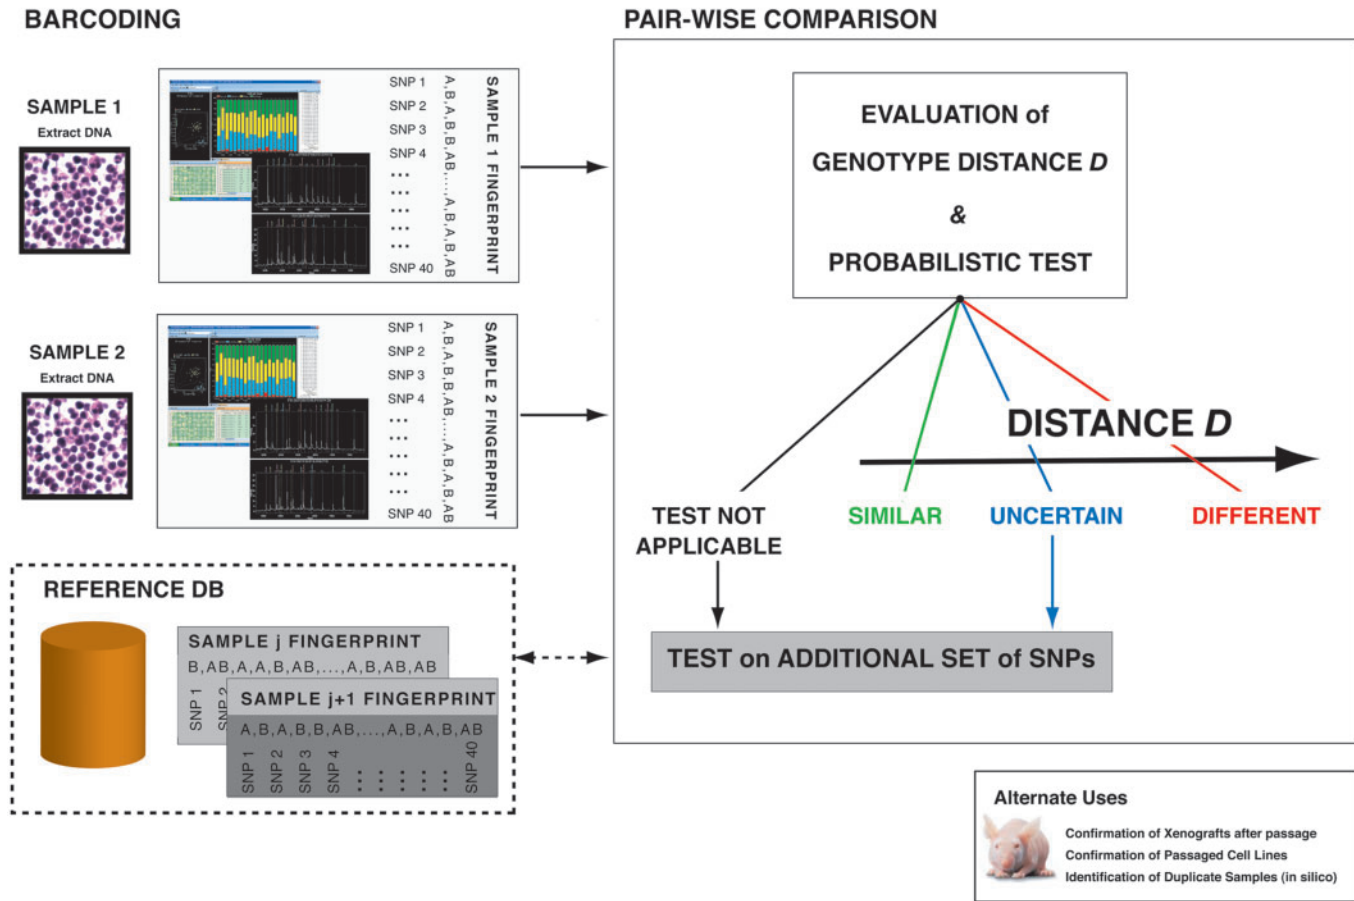 BARCODING
SAMPLE 1
Extract DNA
SNP 1
SNP 2
SNP 3
SNP 4
...
...
...
...
SNP 40
A,B,A,B,B,AB,...,A,B,A,B,AB
SAMPLE 1 FINGERPRINT
SAMPLE 2
Extract DNA
SNP 1
SNP 2
SNP 3
SNP 4
...
...
...
...
SNP 40
A,B,A,B,B,AB,...,A,B,A,B,AB
SAMPLE 2 FINGERPRINT
REFERENCE DB
SAMPLE j FINGERPRINT
B,AB,A,A,B,AB,...,A,B,AB,AB
SNP 1
SNP 2
SAMPLE j+1 FINGERPRINT
A,B,A,B,B,AB,...,A,B,A,B,AB
SNP 1
SNP 2
SNP 3
SNP 4
...
...
...
...
...
SNP 40
PAIR-WISE COMPARISON
EVALUATION of
GENOTYPE DISTANCE D
&
PROBABILISTIC TEST
DISTANCE D
TEST NOT
APPLICABLE
SIMILAR
UNCERTAIN
DIFFERENT
TEST on ADDITIONAL SET of SNPs
Alternate Uses
Confirmation of Xenografts after passage
Confirmation of Passaged Cell Lines
Identification of Duplicate Samples (in silico)